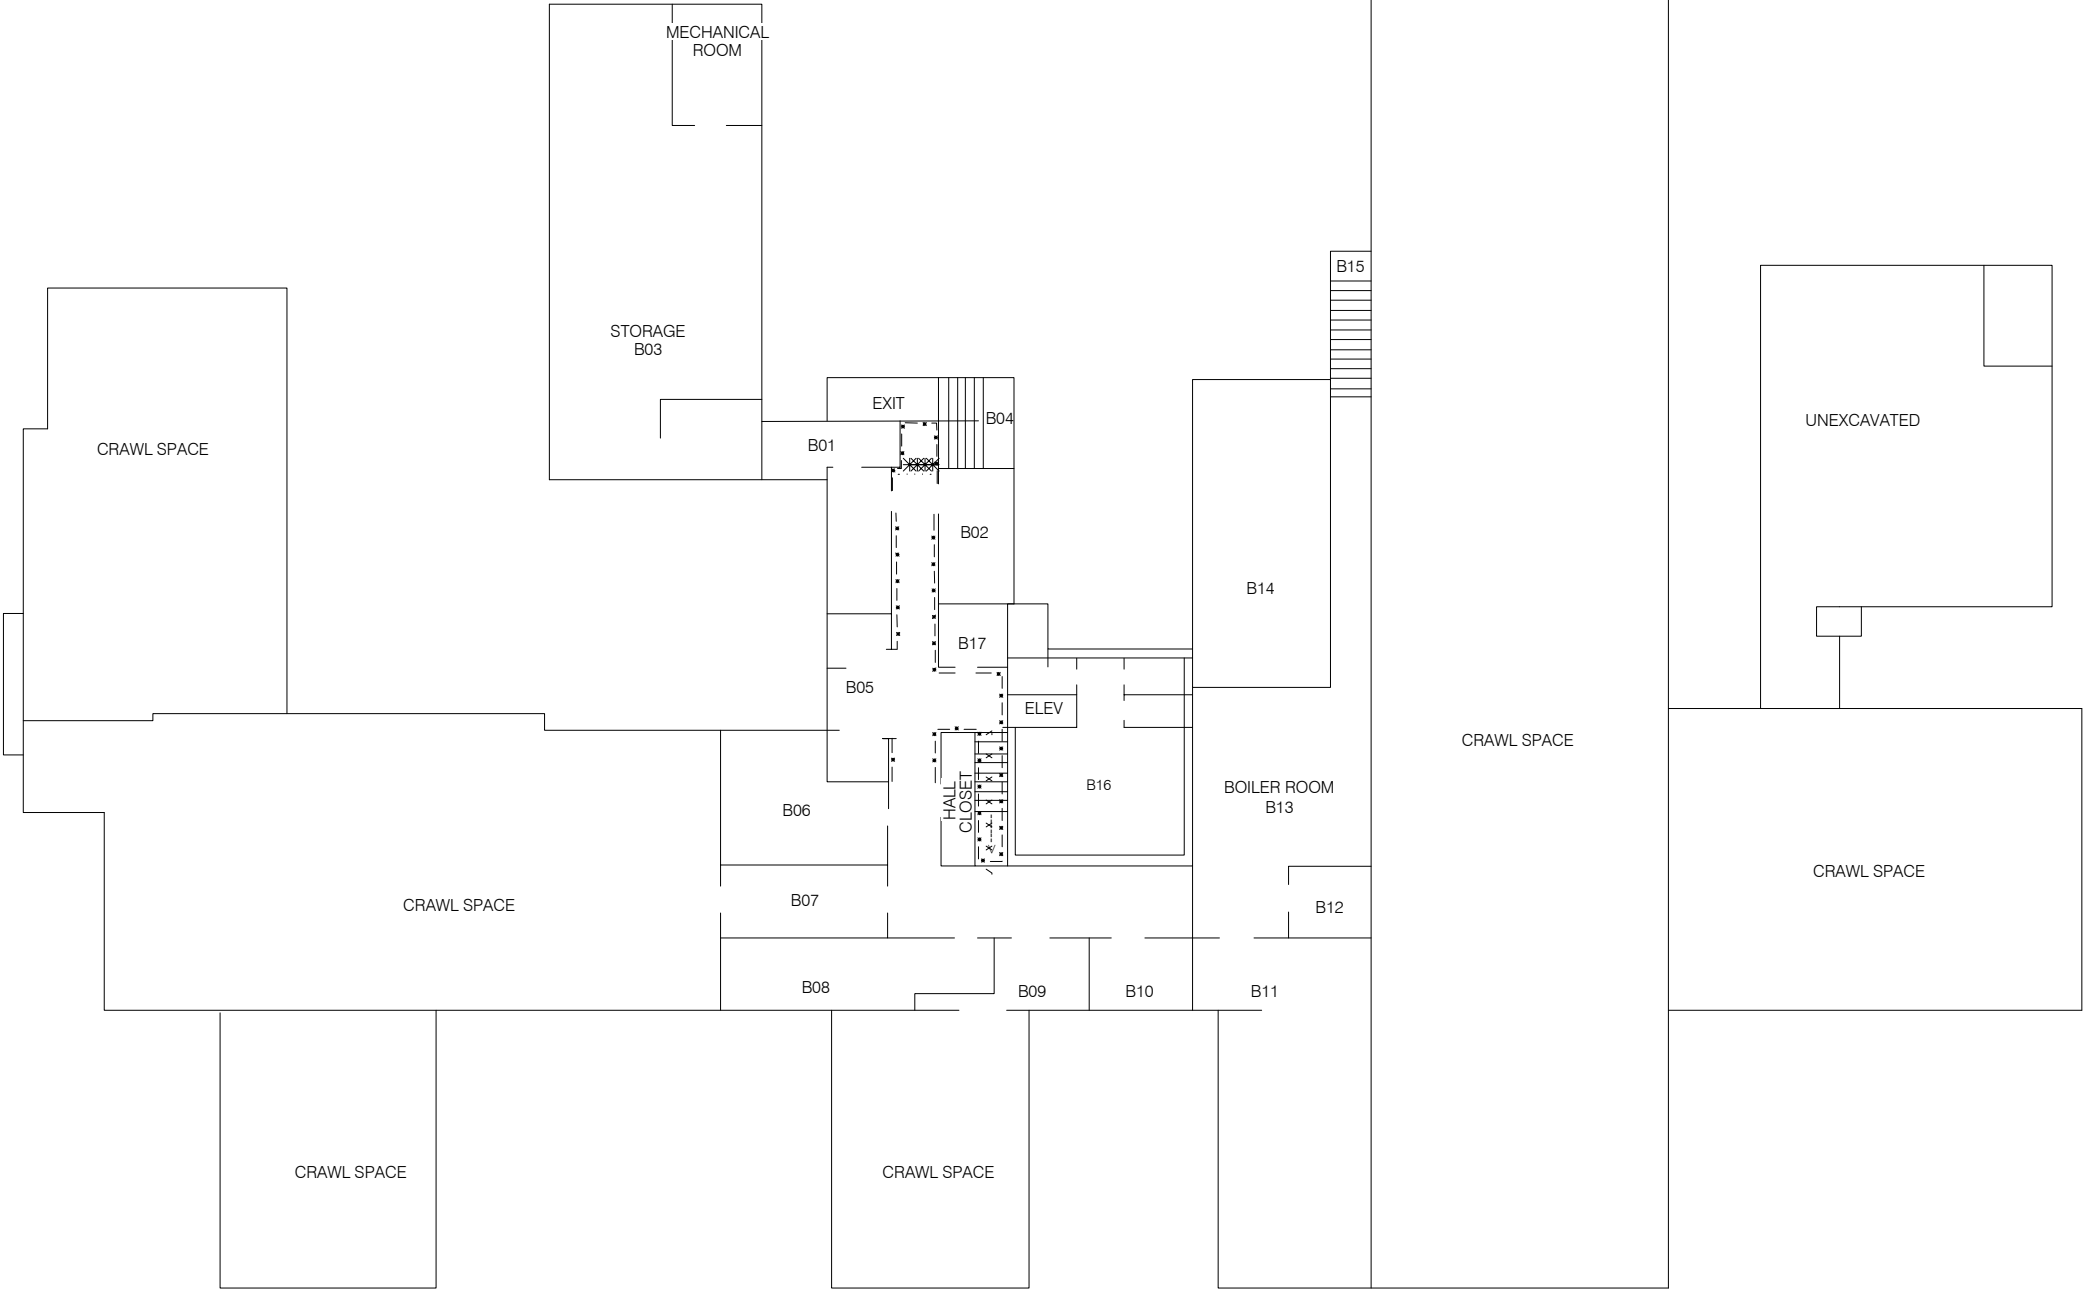 MECHANICAL
ROOM
B15
STORAGE
B03
EXIT
B04
UNEXCAVATED
B01
CRAWL SPACE
B02
B14
B17
B05
ELEV
CRAWL SPACE
B16
BOILER ROOM
B13
HALL
CLOSET
B06
CRAWL SPACE
B07
CRAWL SPACE
B12
B08
B09
B10
B11
CRAWL SPACE
CRAWL SPACE